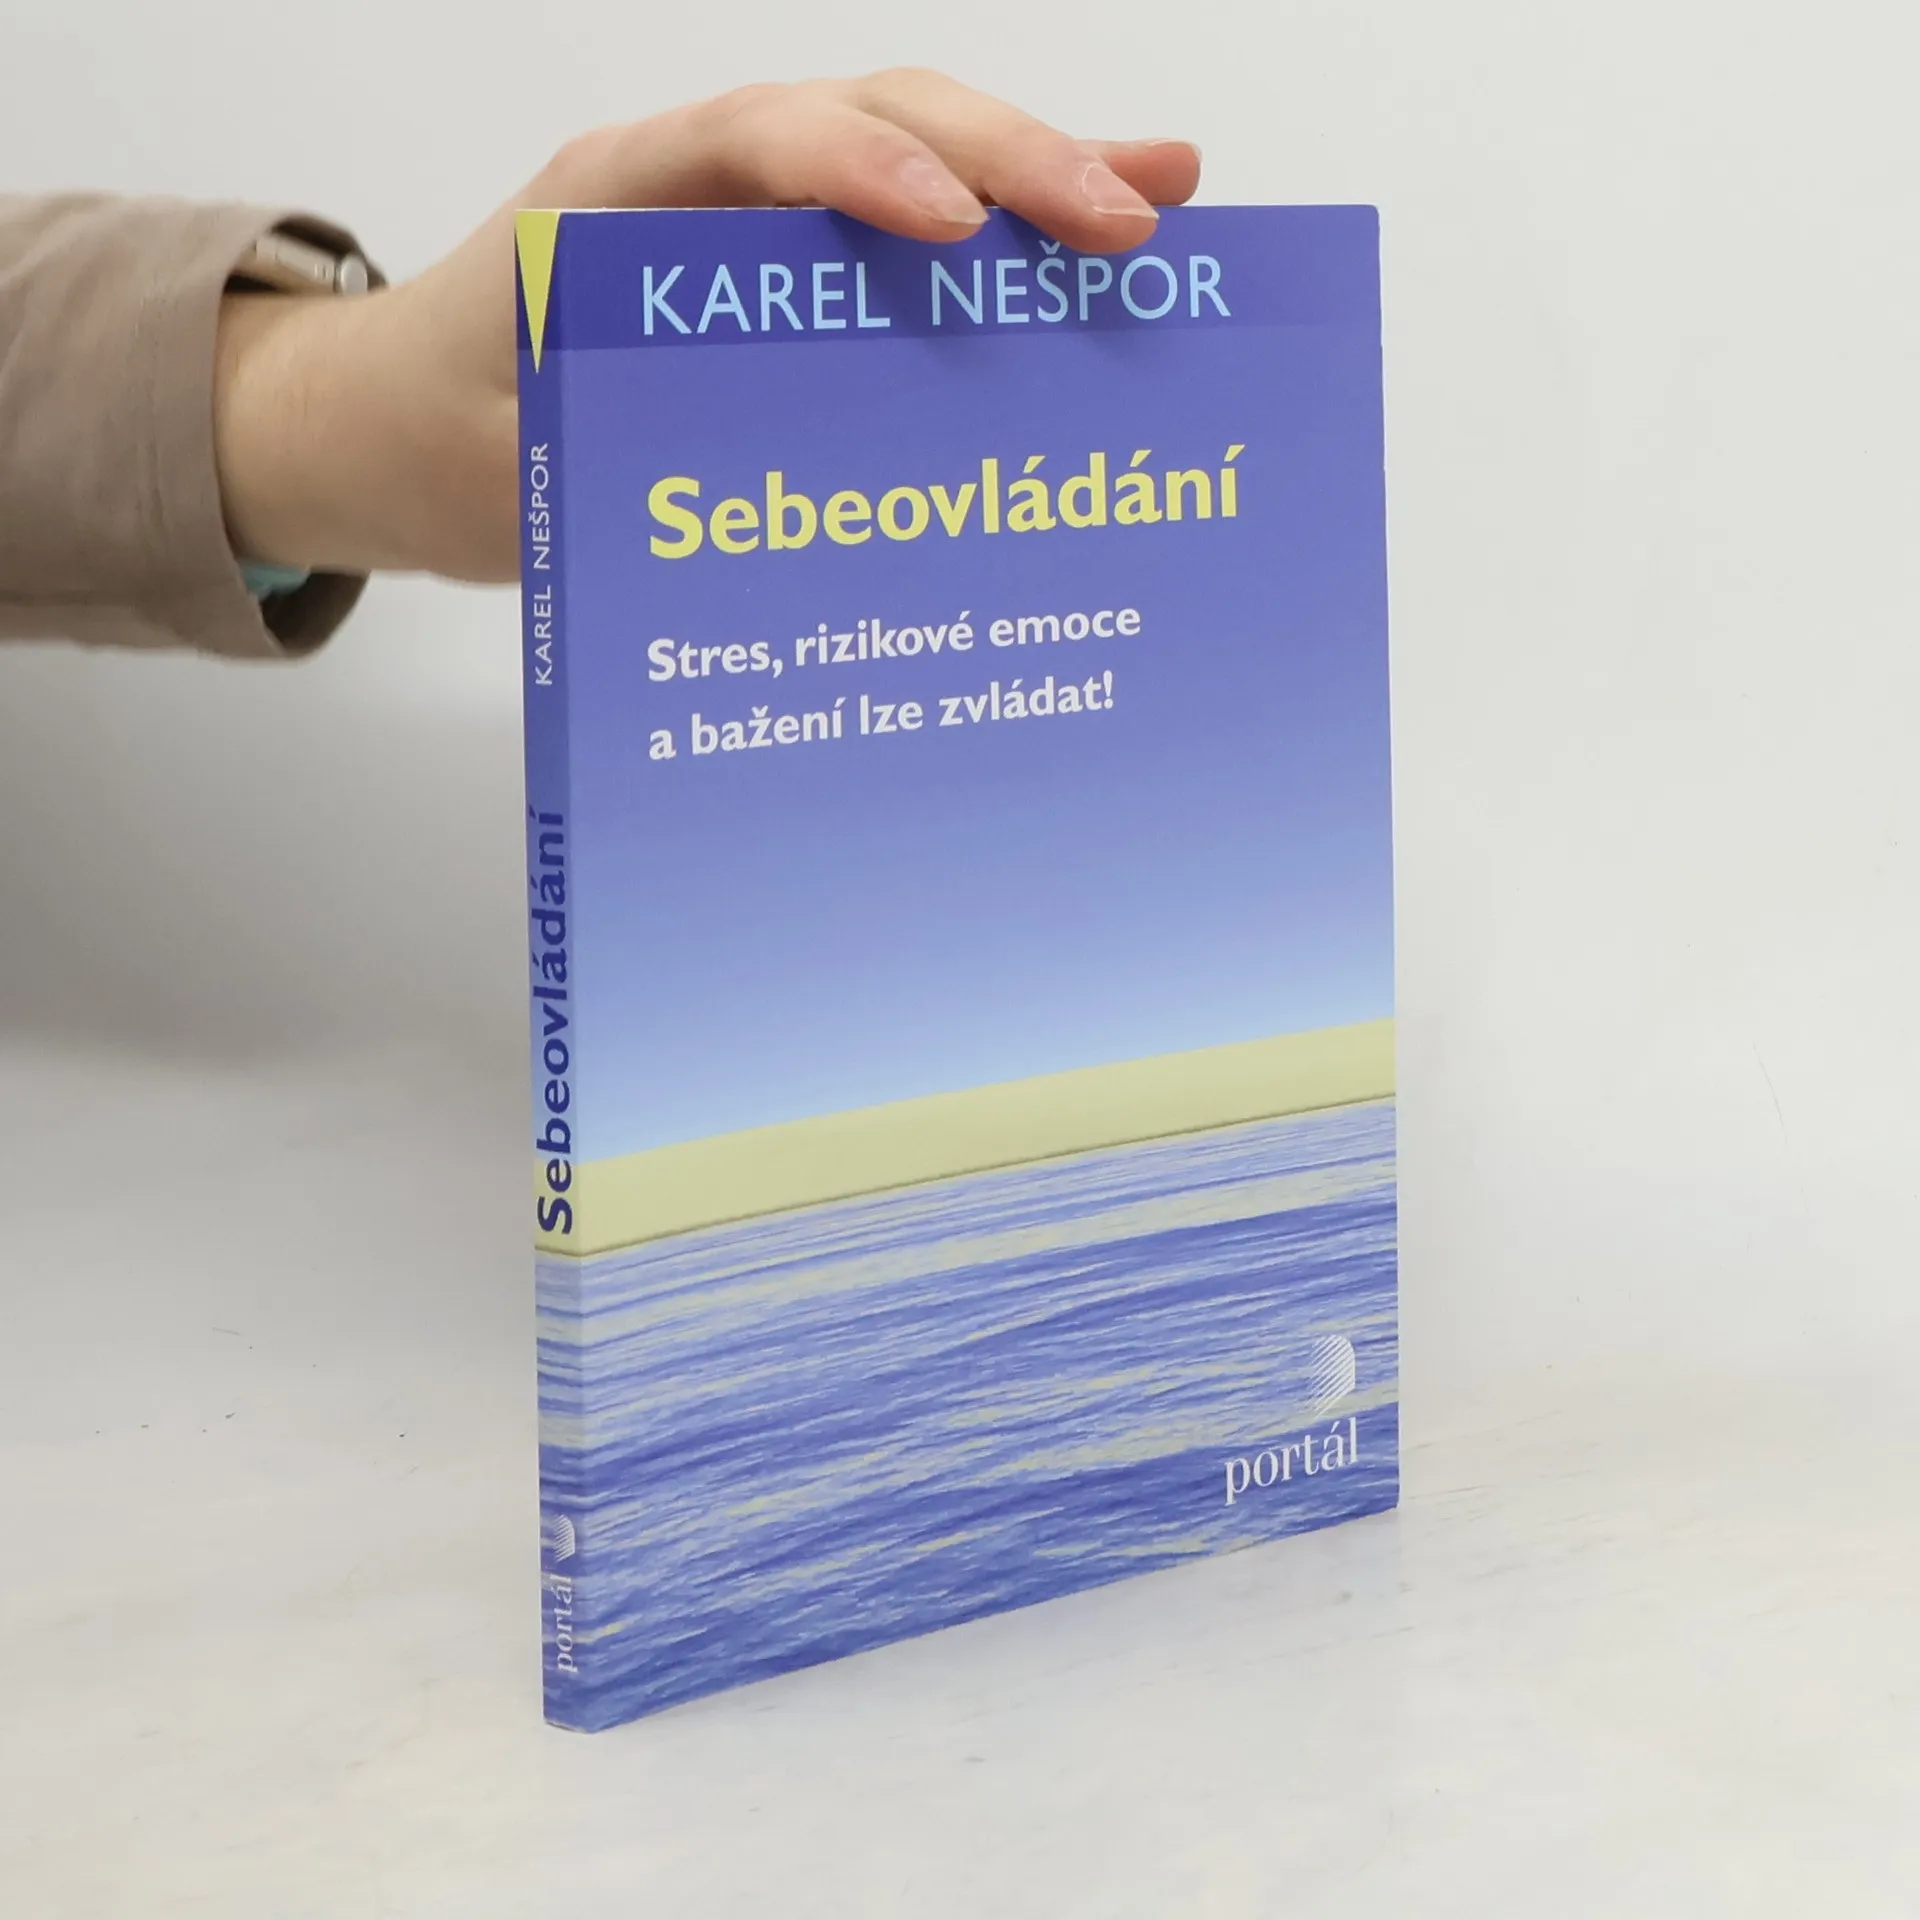 KAREL NEŠPOR
Sebeovládání
Stres, rizikové emoce
a bažení lze zvládat!
portál
KAREL NEŠPOR
Sebeovládání
portál